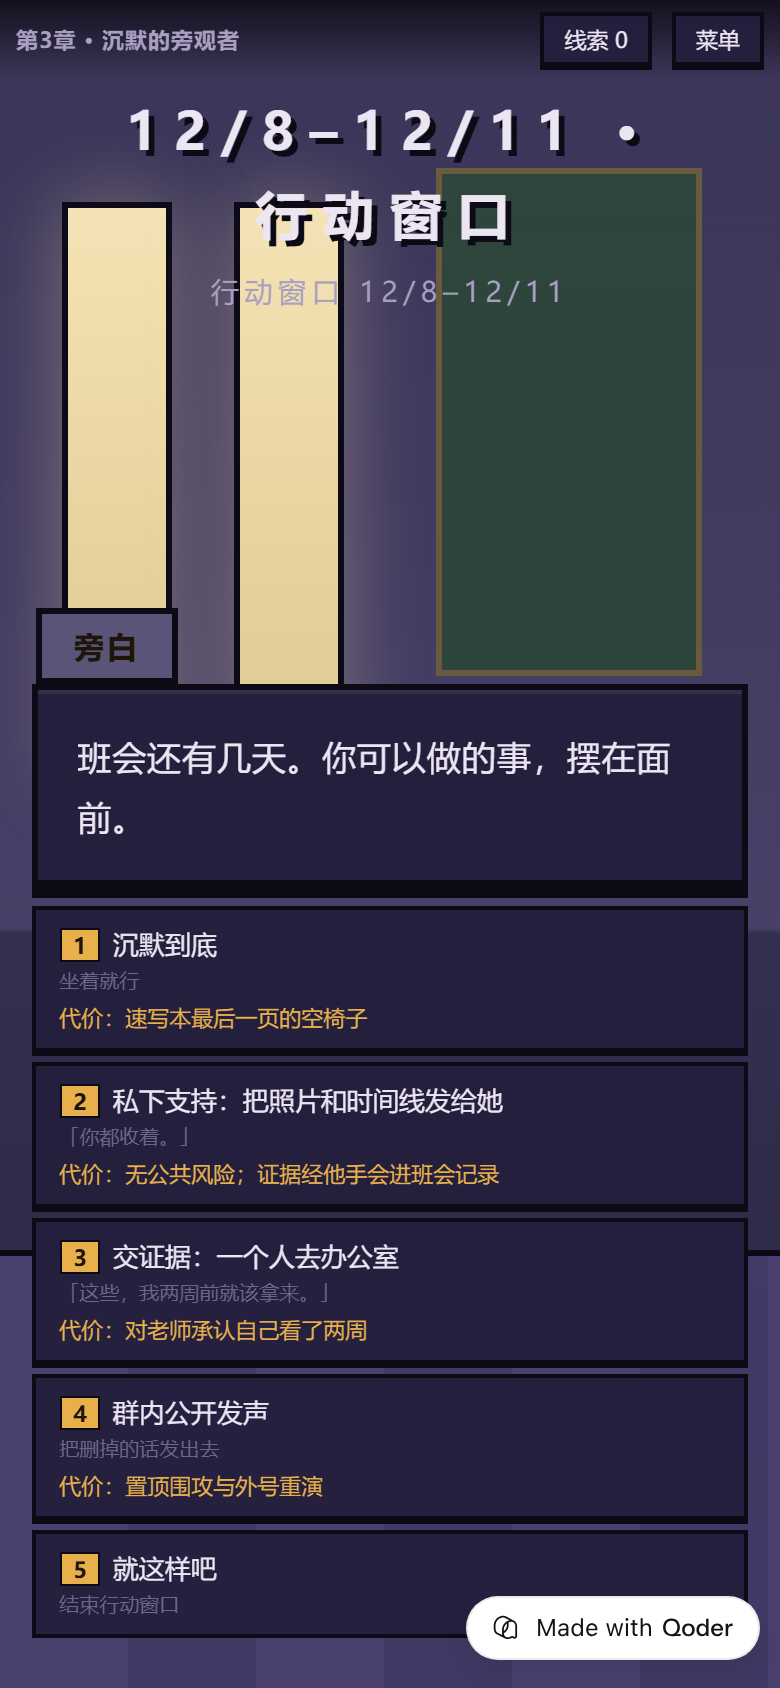 第3章 • 沉默的旁观者
线索 0
菜单
12/8–12/11 •
行动窗口
行动窗口 12/8–12/11
旁白
班会还有几天。你可以做的事，摆在面
前。
1 沉默到底
坐着就行
代价：速写本最后一页的空椅子
2 私下支持：把照片和时间线发给她
「你都收着。」
代价：无公共风险；证据经他手会进班会记录
3 交证据：一个人去办公室
「这些，我两周前就该拿来。」
代价：对老师承认自己看了两周
4 群内公开发声
把删掉的话发出去
代价：置顶围攻与外号重演
5 就这样吧
结束行动窗口
Made with Qoder